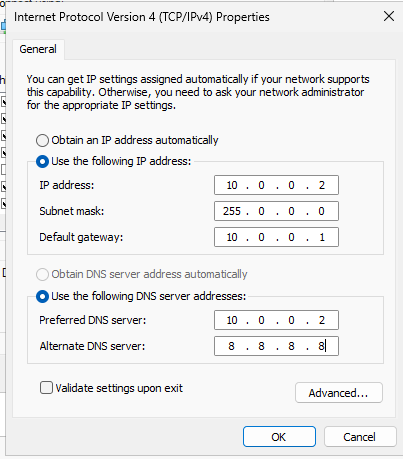 Internet Protocol Version 4 (TCP/IPv4) Properties
General
You can get IP settings assigned automatically if your network supports
this capability. Otherwise, you need to ask your network administrator
for the appropriate IP settings.
Obtain an IP address automatically
Use the following IP address:
IP address: 10 . 0 . 0 . 2
Subnet mask: 255 . 0 . 0 . 0
Default gateway: 10 . 0 . 0 . 1
Obtain DNS server address automatically
Use the following DNS server addresses:
Preferred DNS server: 10 . 0 . 0 . 2
Alternate DNS server: 8 . 8 . 8 . 8
Validate settings upon exit
Advanced...
OK Cancel